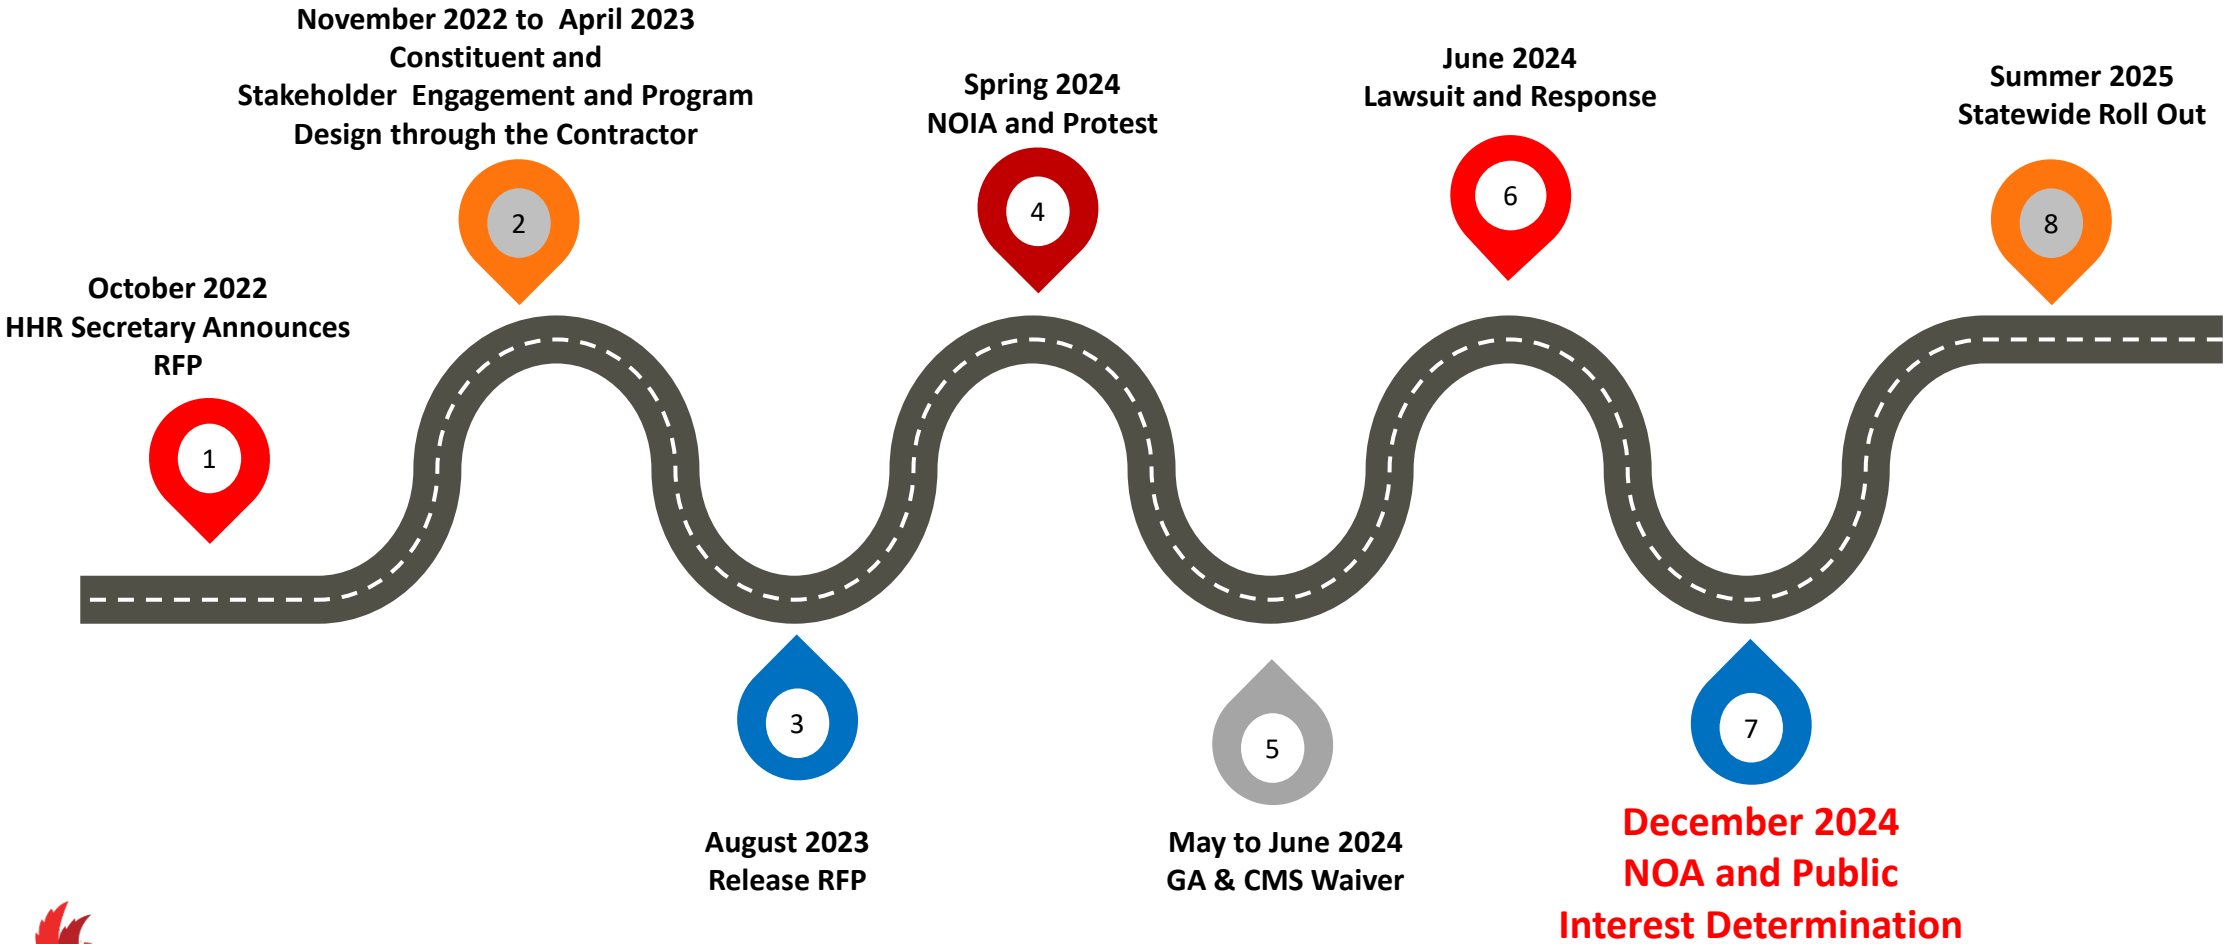 October 2022
HHR Secretary Announces
RFP
1
November 2022 to  April 2023
Constituent and
Stakeholder  Engagement and Program
Design through the Contractor
2
3
August 2023
Release RFP
Spring 2024
NOIA and Protest
4
5
May to June 2024
GA & CMS Waiver
June 2024
Lawsuit and Response
6
7
December 2024
NOA and Public
Interest Determination
Summer 2025
Statewide Roll Out
8